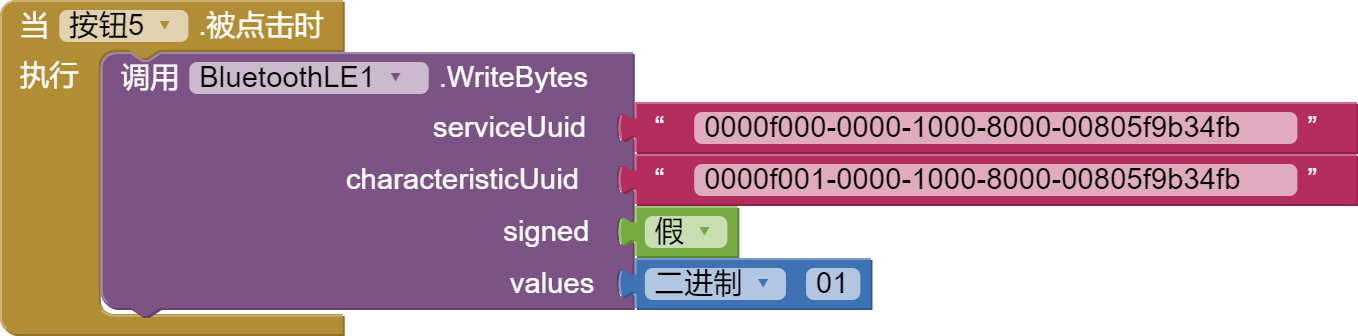 当 按钮5 .被点击时
执行 调用 BluetoothLE1 .WriteBytes
serviceUuid “ 0000f000-0000-1000-8000-00805f9b34fb ”
characteristicUuid “ 0000f001-0000-1000-8000-00805f9b34fb ”
signed 假
values 二进制 01